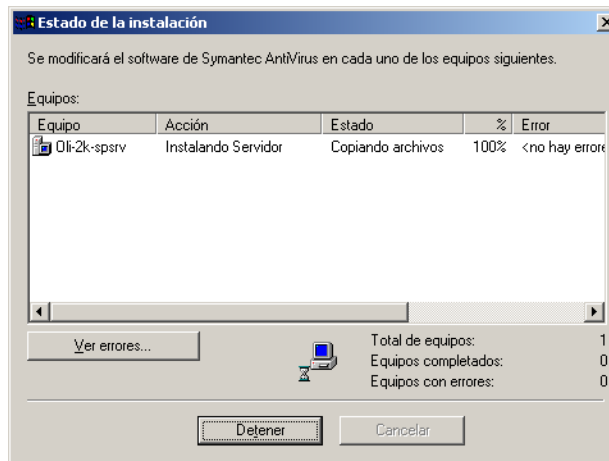 Estado de la instalación
Se modificará el software de Symantec AntiVirus en cada uno de los equipos siguientes.
Equipos:
Equipo Acción Estado % Error
Oli-2k-spsrv Instalando Servidor Copiando archivos 100% <no hay errore
Ver errores...
Total de equipos: 1
Equipos completados: 0
Equipos con errores: 0
Detener Cancelar